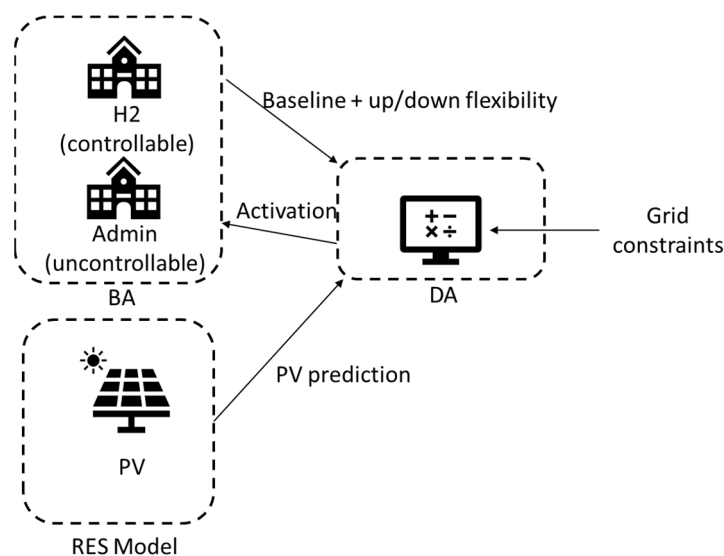 H2
(controllable)
Admin
(uncontrollable)
BA
Baseline + up/down flexibility
Activation
+ −
× ÷
DA
Grid
constraints
PV prediction
PV
RES Model